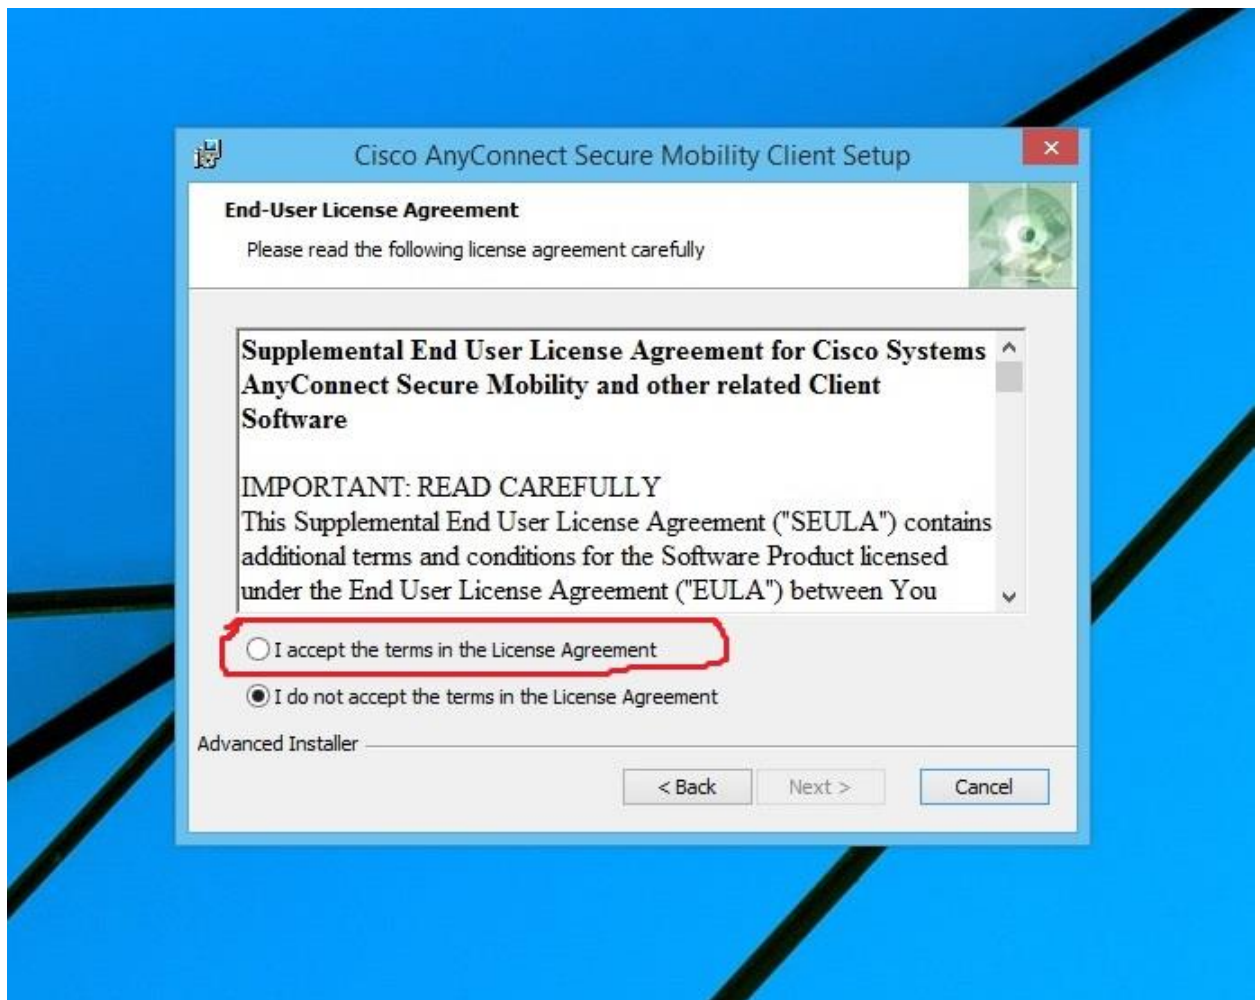 Cisco AnyConnect Secure Mobility Client Setup
End-User License Agreement
Please read the following license agreement carefully
Supplemental End User License Agreement for Cisco Systems
AnyConnect Secure Mobility and other related Client
Software
IMPORTANT: READ CAREFULLY
This Supplemental End User License Agreement ("SEULA") contains
additional terms and conditions for the Software Product licensed
under the End User License Agreement ("EULA") between You
I accept the terms in the License Agreement
I do not accept the terms in the License Agreement
Advanced Installer
< Back Next > Cancel